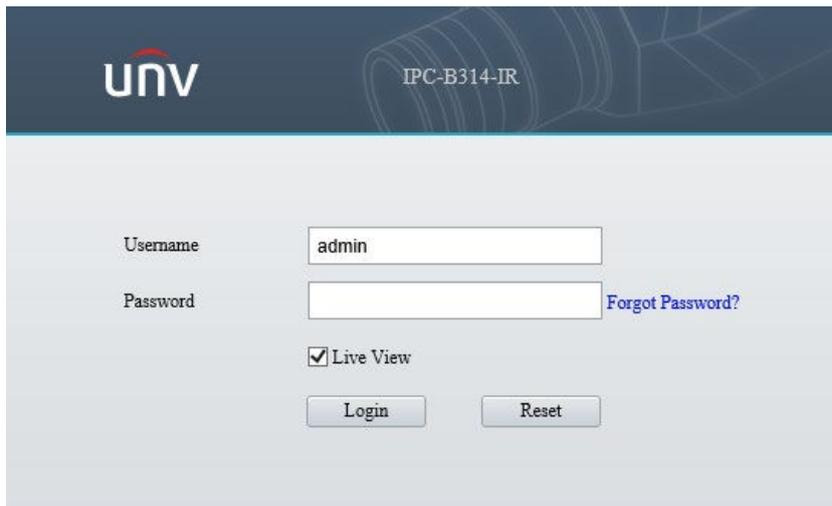 unv
IPC-B314-IR
Username
admin
Password
Forgot Password?
Live View
Login
Reset